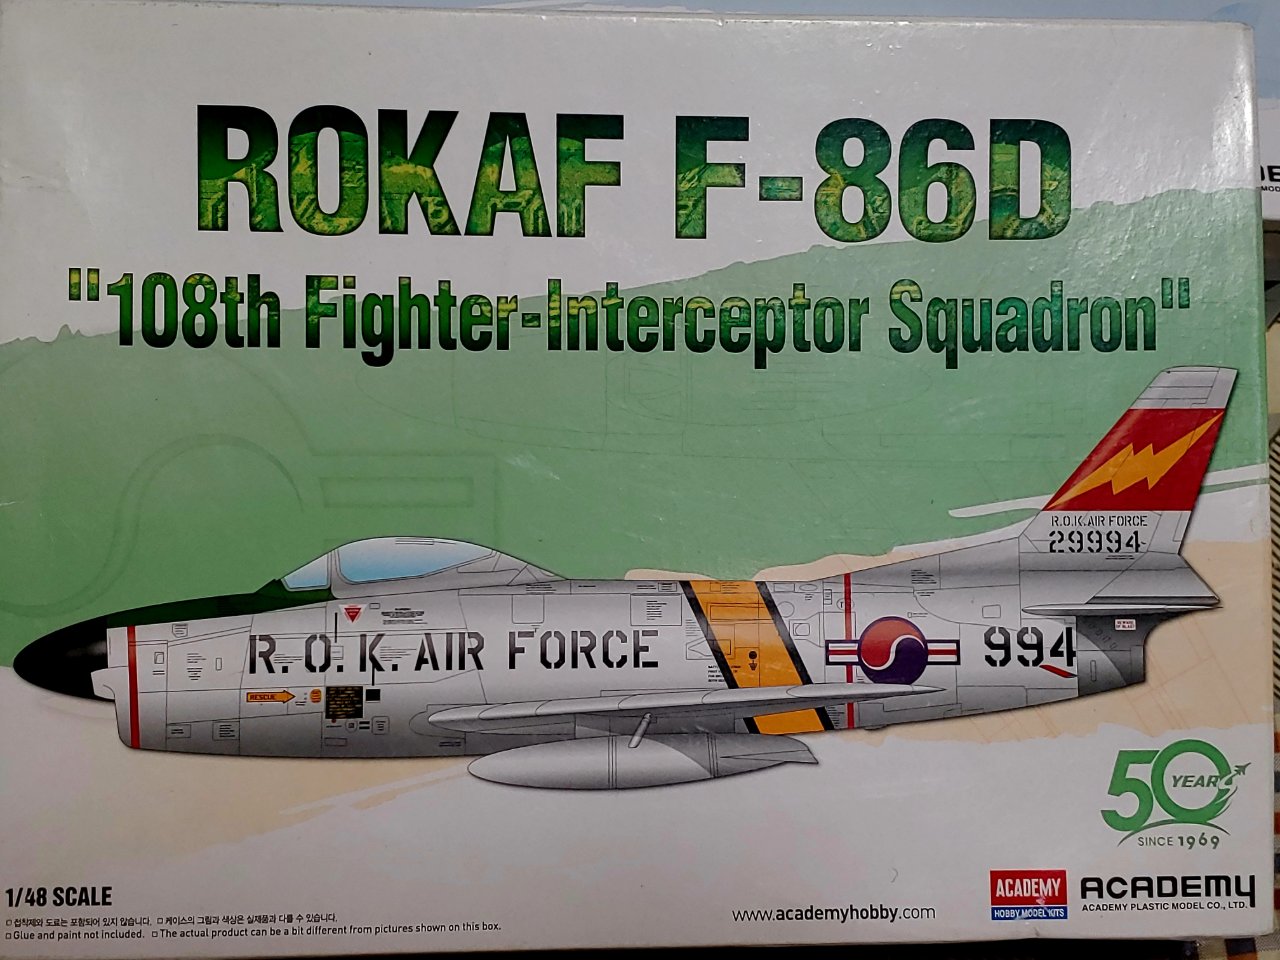 ROKAF F-86D
"108th Fighter-Interceptor Squadron"
R.O.K.AIR FORCE
29994
R.O.K. AIR FORCE
994
RESCUE
50 YEAR
SINCE 1969
1/48 SCALE
□ 접착제와 도료는 포함되어 있지 않습니다. □ 케이스의 그림과 색상은 실제품과 다를 수 있습니다.
□ Glue and paint not included. □ The actual product can be a bit different from pictures shown on this box.
www.academyhobby.com
ACADEMY
HOBBY MODEL KITS
ACADEMY
ACADEMY PLASTIC MODEL CO., LTD.